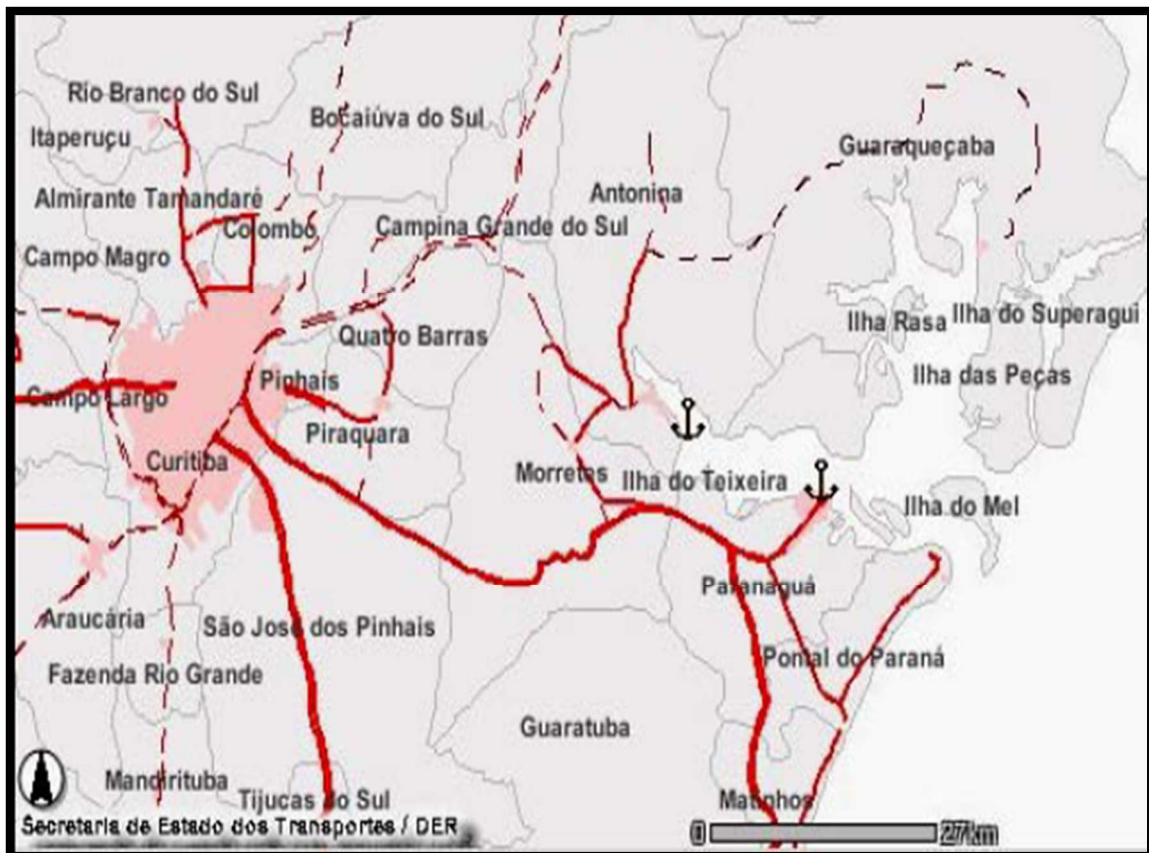 Rio Branco do Sul
Bocaiúva do Sul
Itaperuçu
Guaraqueçaba
Almirante Tamandaré
Antonina
Colombo
Campina Grande do Sul
Campo Magro
Ilha Rasa
Ilha do Superagui
Quatro Barras
Ilha das Peças
Pinhais
Campo Largo
Piraquara
Curitiba
Morretes
Ilha do Teixeira
Ilha do Mel
Paranaguá
Araucária
São José dos Pinhais
Pontal do Paraná
Fazenda Rio Grande
Guaratuba
Mandirituba
Tijucas do Sul
Matinhos
Secretaria de Estado dos Transportes / DER
0 27km